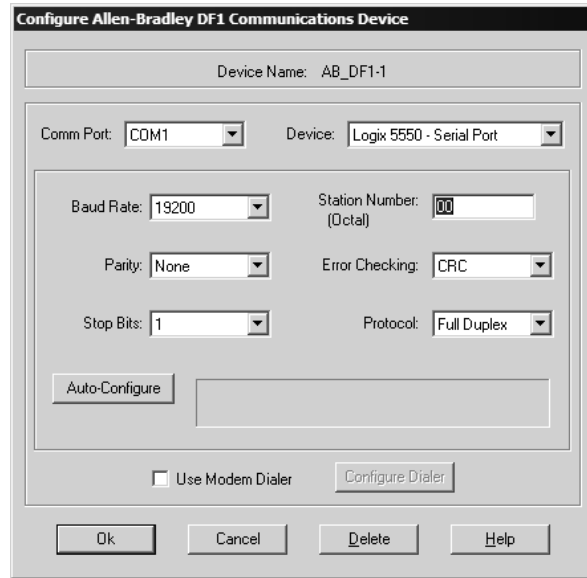 Configure Allen-Bradley DF1 Communications Device
Device Name: AB_DF1-1
Comm Port: COM1 Device: Logix 5550 - Serial Port
Baud Rate: 19200 Station Number: 00
(Octal)
Parity: None Error Checking: CRC
Stop Bits: 1 Protocol: Full Duplex
Auto-Configure
Use Modem Dialer Configure Dialer
Ok Cancel Delete Help